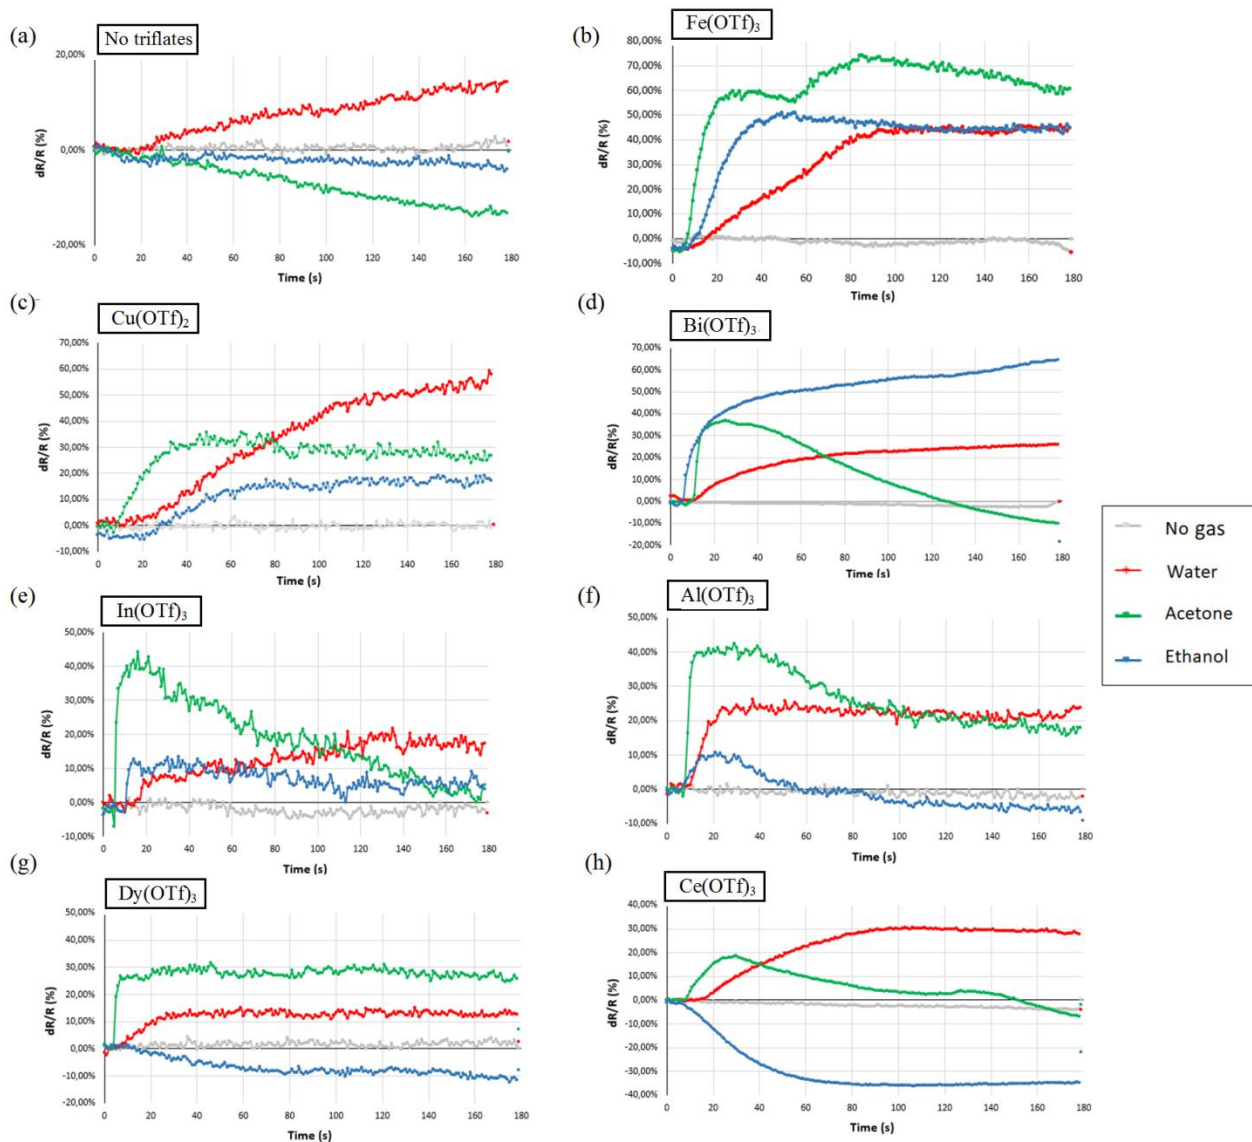 (a)
No triflates
20,00%
0,00%
-20,00%
dR/R (%)
0 20 40 60 80 100 120 140 160 180
Time (s)
(b)
Fe(OTf)3
80,00%
70,00%
60,00%
50,00%
40,00%
30,00%
20,00%
10,00%
0,00%
-10,00%
dR/R (%)
0 20 40 60 80 100 120 140 160 180
Time (s)
(c)
Cu(OTf)2
70,00%
60,00%
50,00%
40,00%
30,00%
20,00%
10,00%
0,00%
-10,00%
dR/R (%)
0 20 40 60 80 100 120 140 160 180
Time (s)
(d)
Bi(OTf)3
70,00%
60,00%
50,00%
40,00%
30,00%
20,00%
10,00%
0,00%
-10,00%
-20,00%
dR/R(%)
0 20 40 60 80 100 120 140 160 180
Time (s)
(e)
In(OTf)3
50,00%
40,00%
30,00%
20,00%
10,00%
0,00%
-10,00%
dR/R (%)
0 20 40 60 80 100 120 140 160 180
Time (s)
(f)
Al(OTf)3
50,00%
40,00%
30,00%
20,00%
10,00%
0,00%
-10,00%
dR/R (%)
0 20 40 60 80 100 120 140 160 180
Time (s)
(g)
Dy(OTf)3
50,00%
40,00%
30,00%
20,00%
10,00%
0,00%
-10,00%
-20,00%
dR/R (%)
0 20 40 60 80 100 120 140 160 180
Time (s)
(h)
Ce(OTf)3
40,00%
30,00%
20,00%
10,00%
0,00%
-10,00%
-20,00%
-30,00%
-40,00%
dR/R (%)
0 20 40 60 80 100 120 140 160 180
Time (s)
No gas
Water
Acetone
Ethanol